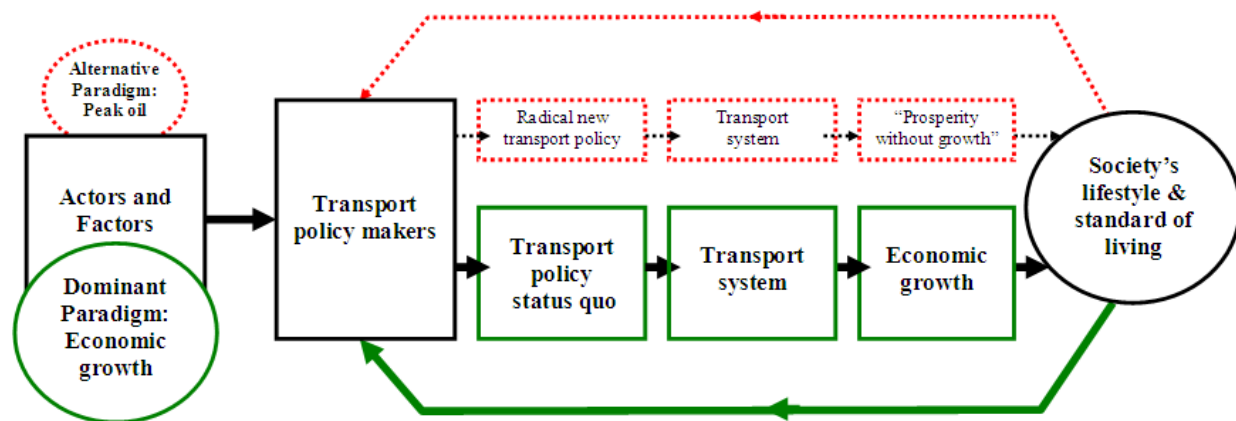 Alternative
Paradigm:
Peak oil
Actors and
Factors
Dominant
Paradigm:
Economic
growth
Transport
policy makers
Radical new
transport policy
Transport
system
“Prosperity
without growth”
Transport
policy
status quo
Transport
system
Economic
growth
Society’s
lifestyle &
standard of
living